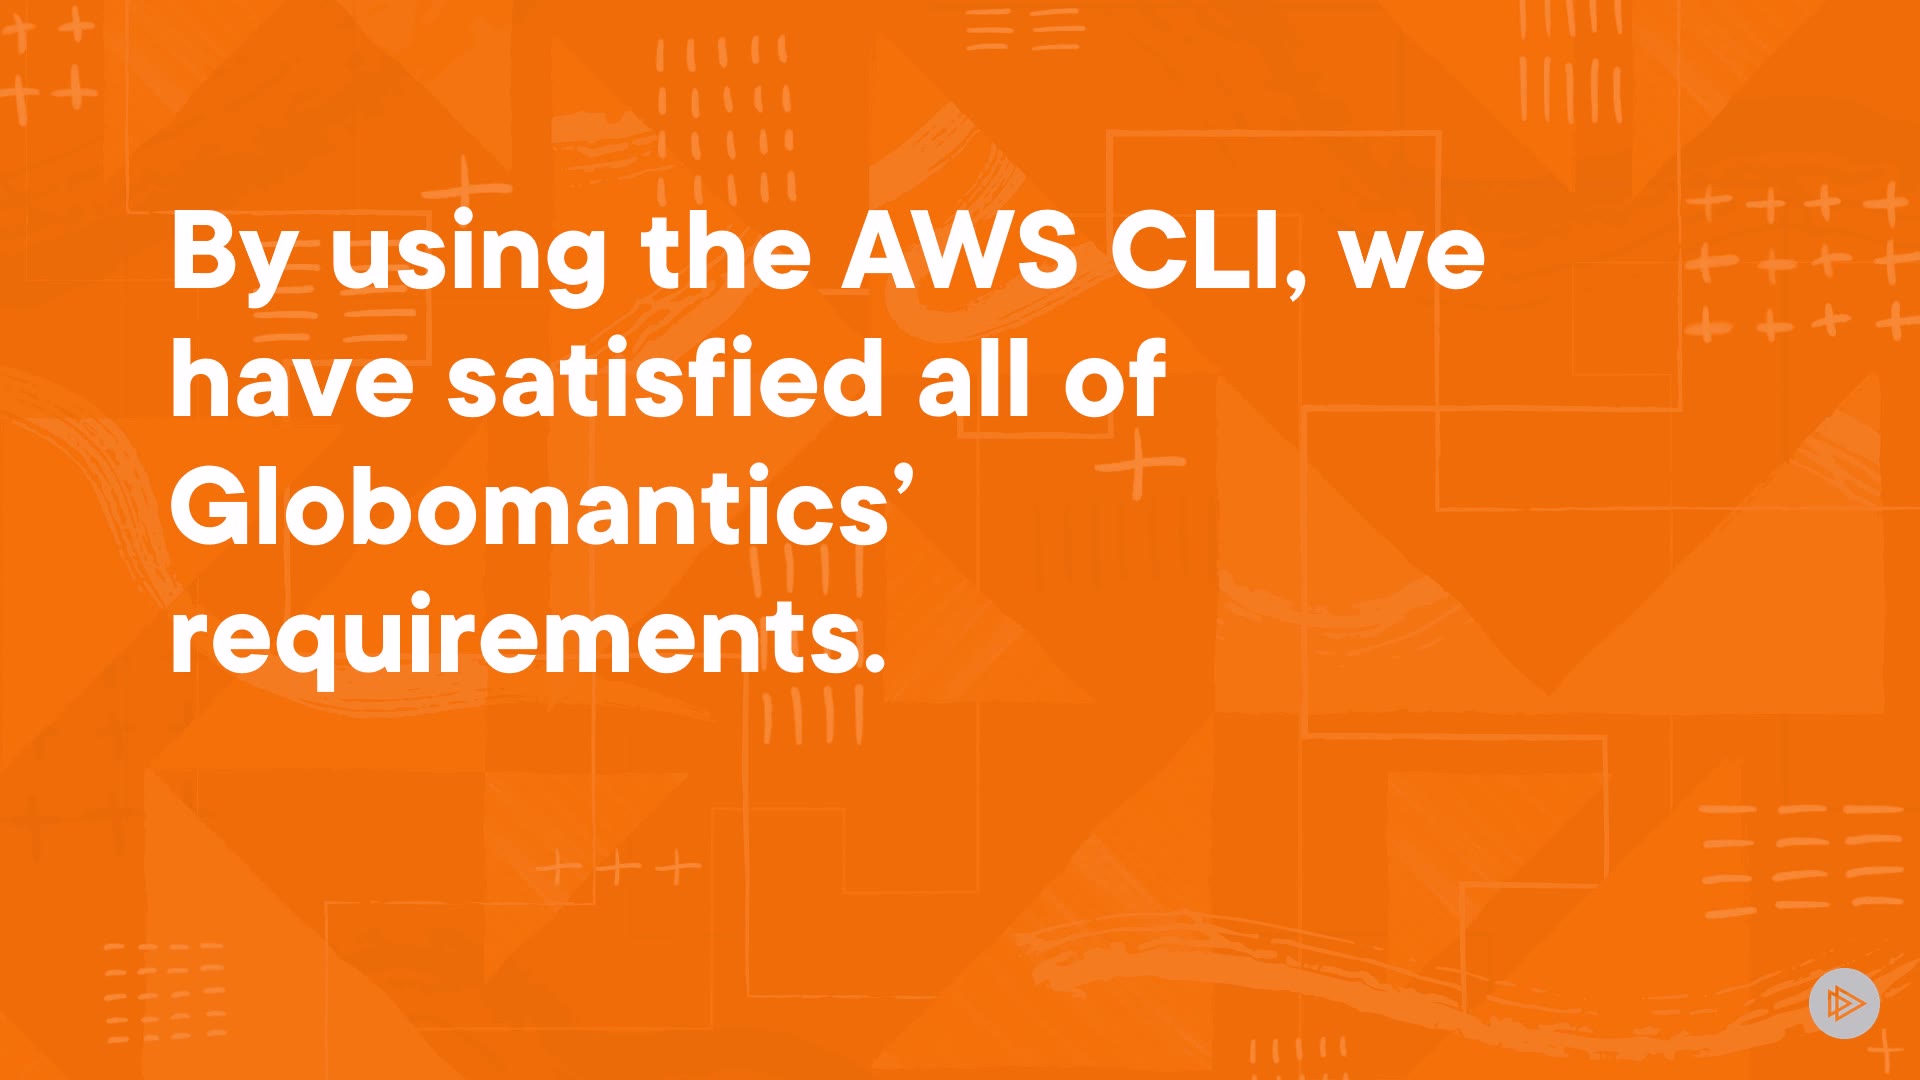 By using the AWS CLI, we
have satisfied all of
Globomantics’
requirements.